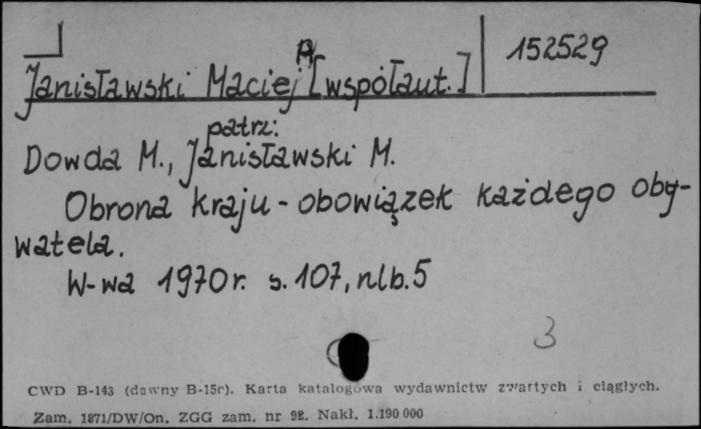 Janisławski Maciej A [współaut.] 152529
patrz:
Dowda M., Janisławski M.
Obrona kraju - obowiązek każdego oby-
watela.
W-wa 1970 r. s. 107, nlb. 5
3
CWD B-143 (dawny B-15c). Karta katalogowa wydawnictw zwartych i ciągłych.
Zam. 1871/DW/On. ZGG zam. nr 98. Nakł. 1.190 000